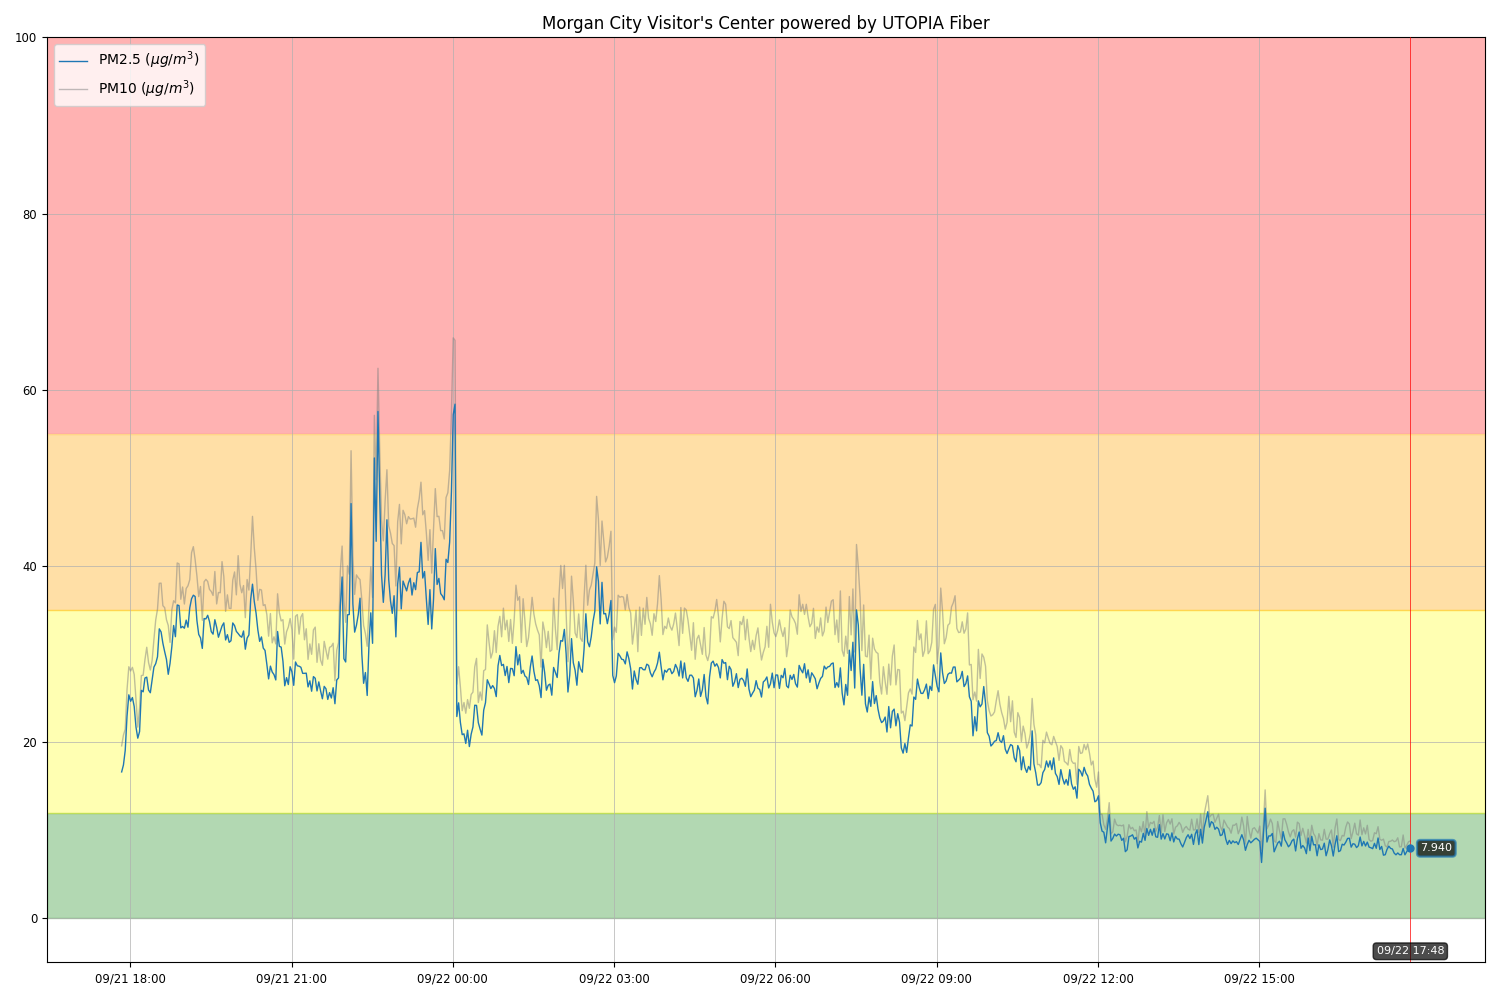 Morgan City Visitor's Center powered by UTOPIA Fiber
100
PM2.5 (μg/m³)
PM10 (μg/m³)
80
60
40
20
7.940
0
09/22 17:48
09/21 18:00 09/21 21:00 09/22 00:00 09/22 03:00 09/22 06:00 09/22 09:00 09/22 12:00 09/22 15:00